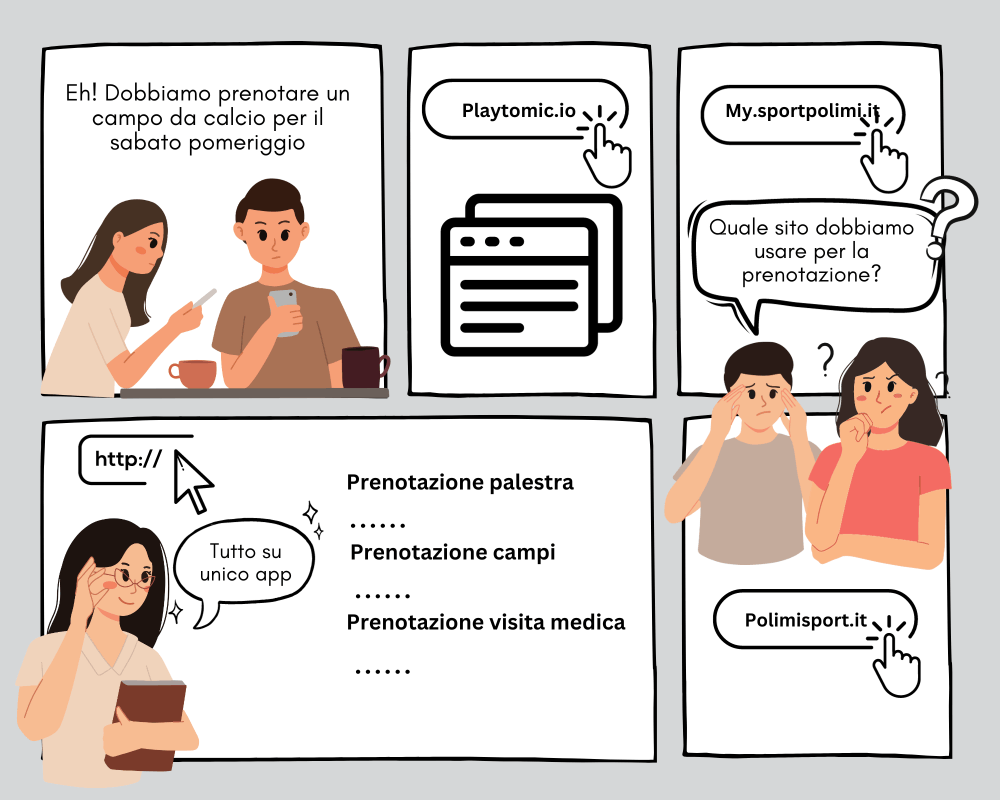 Eh! Dobbiamo prenotare un
campo da calcio per il
sabato pomeriggio
Playtomic.io
My.sportpolimi.it
Quale sito dobbiamo
usare per la
prenotazione?
?
?
?
http://
Tutto su
unico app
Prenotazione palestra
......
Prenotazione campi
......
Prenotazione visita medica
......
Polimisport.it